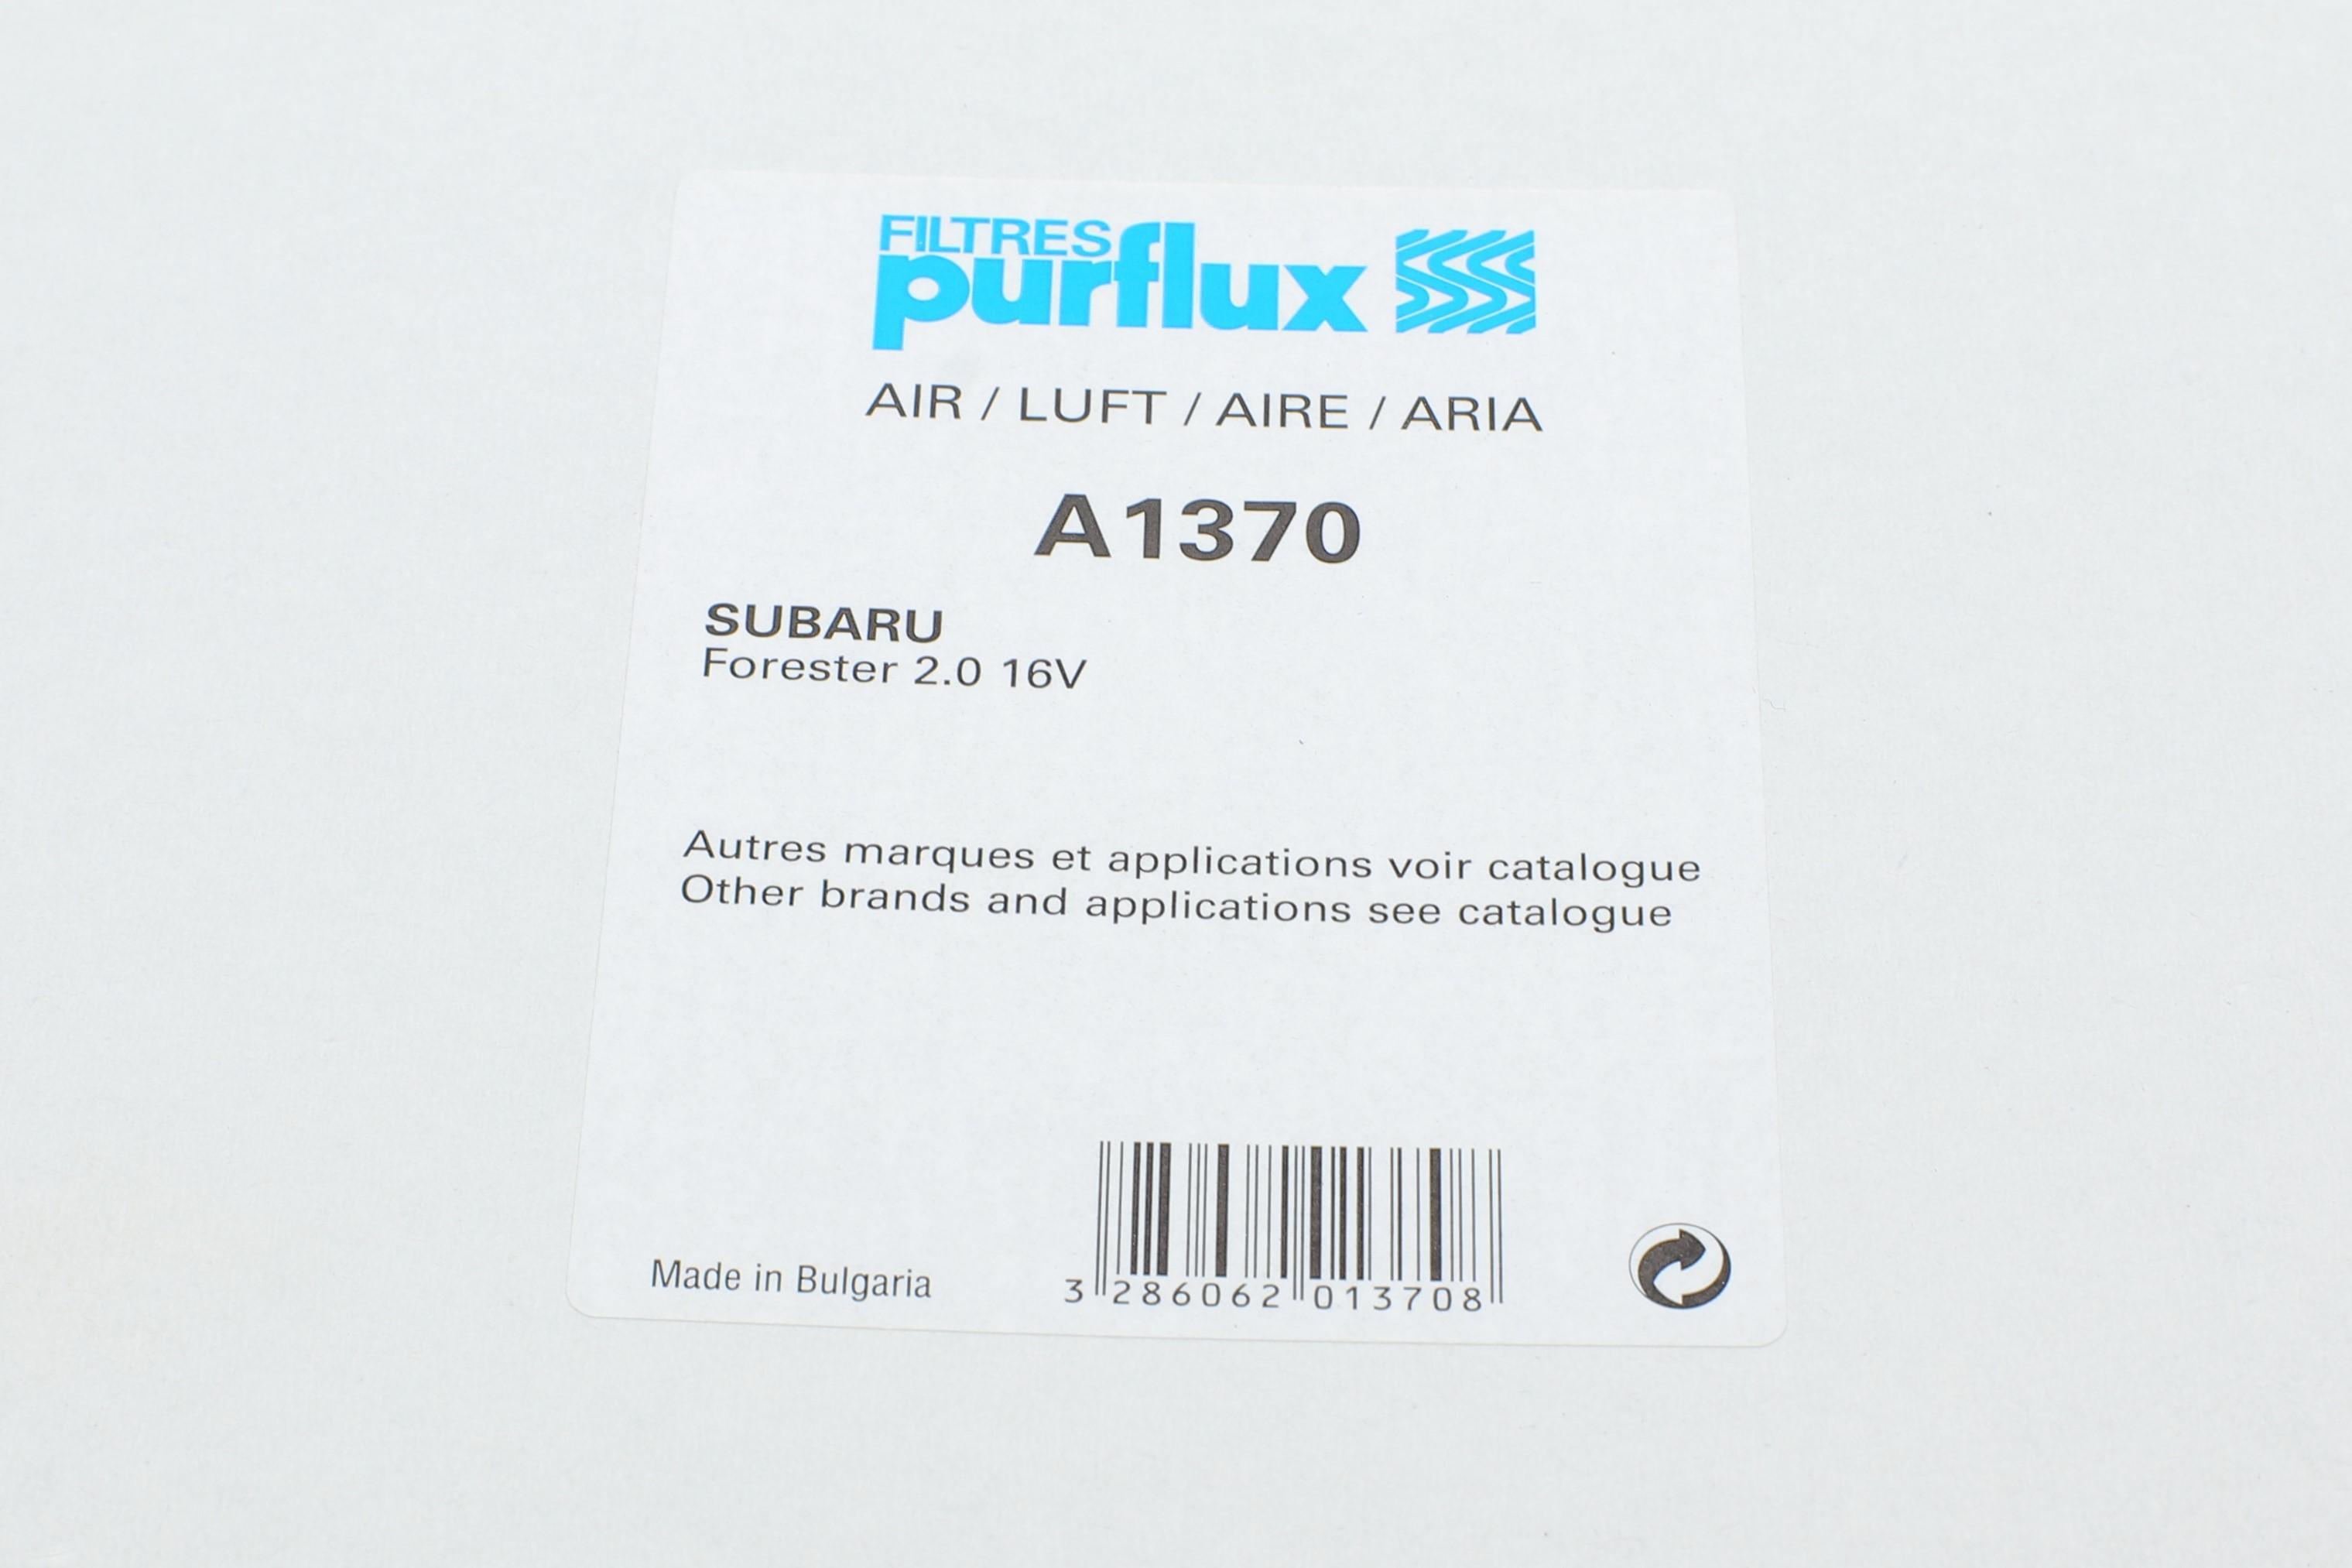 FILTRES
purflux
AIR / LUFT / AIRE / ARIA
A1370
SUBARU
Forester 2.0 16V
Autres marques et applications voir catalogue
Other brands and applications see catalogue
Made in Bulgaria
3 286062 013708